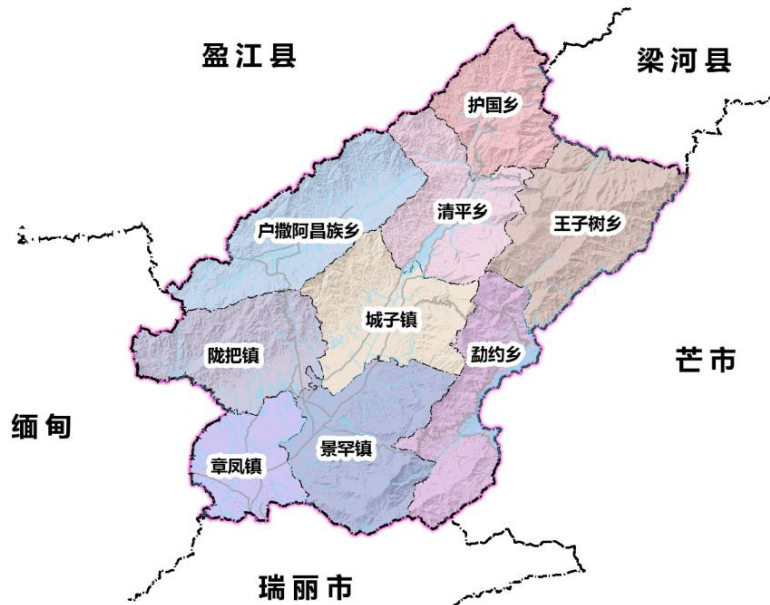 盈江县
梁河县
护国乡
清平乡
王子树乡
户撒阿昌族乡
城子镇
陇把镇
勐约乡
芒市
缅甸
景罕镇
章凤镇
瑞丽市